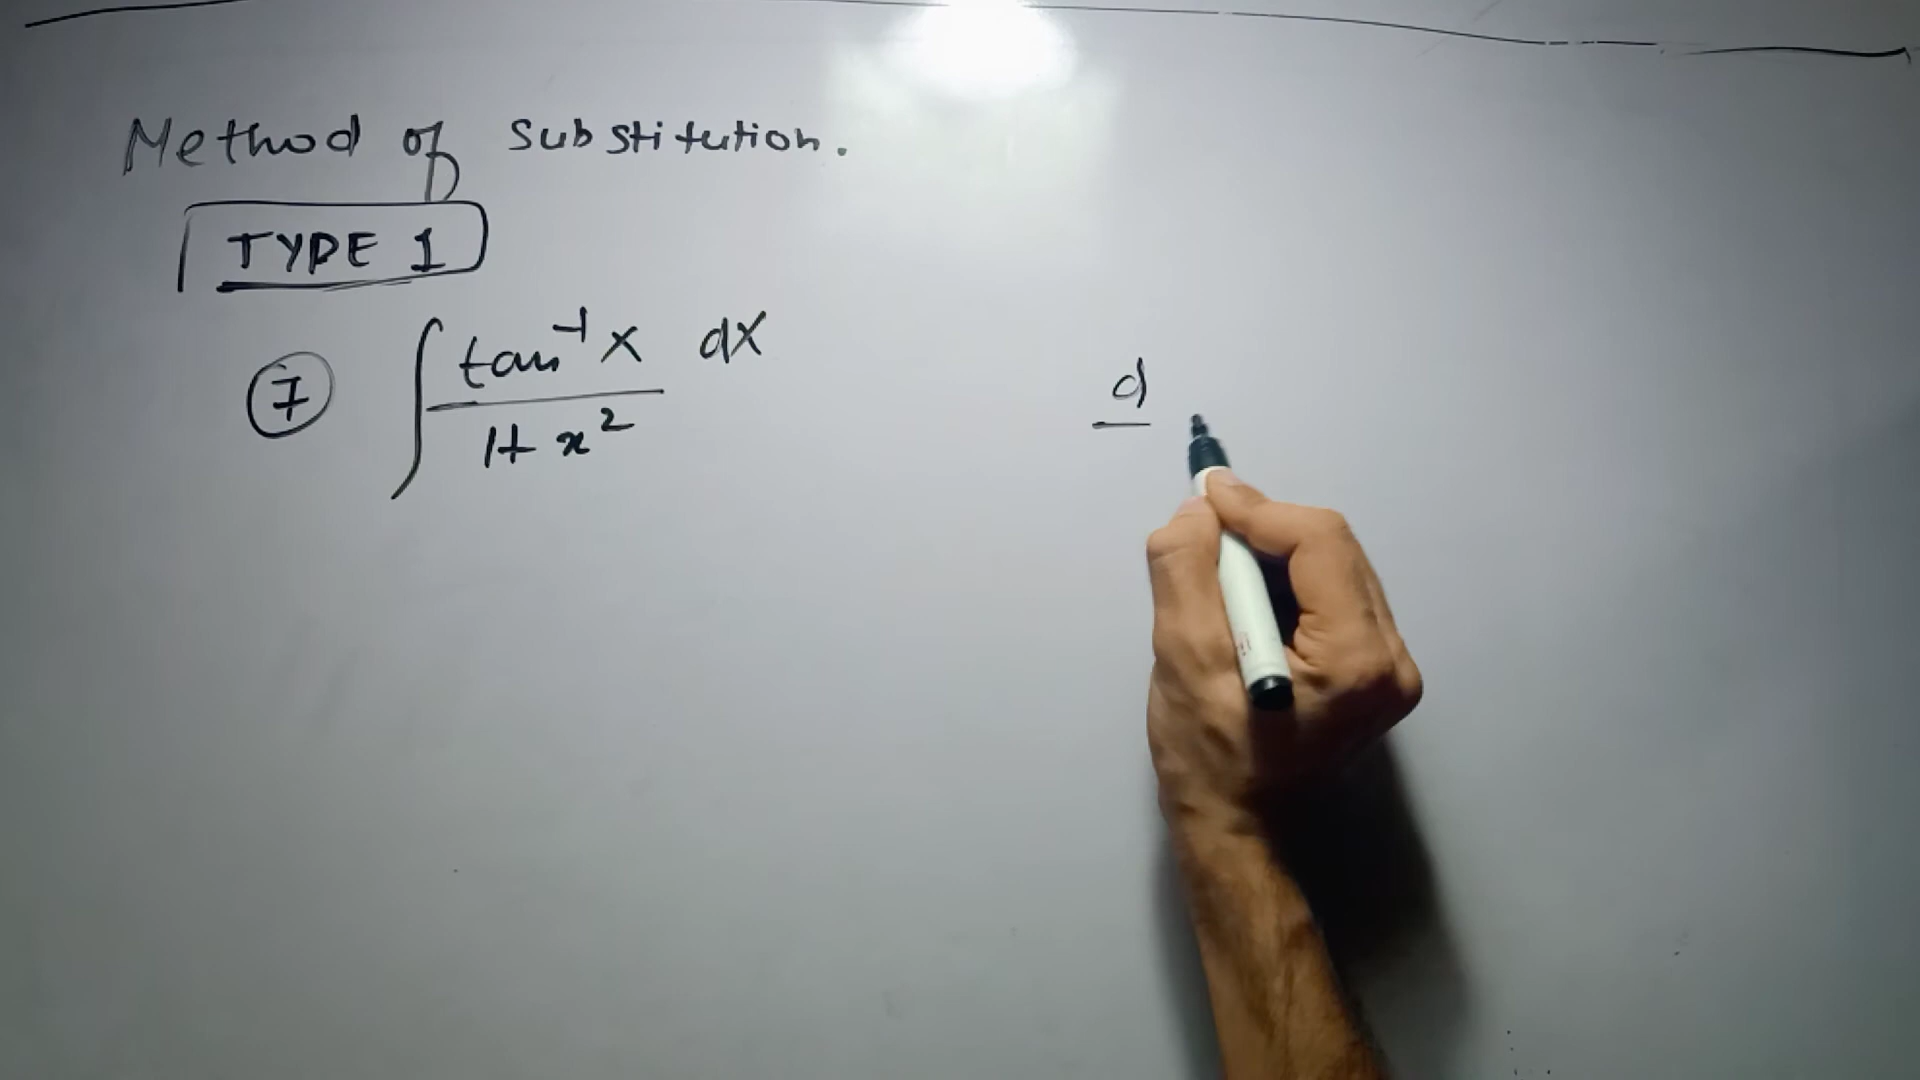 Method of Substitution.
TYPE 1
7 ∫ tan⁻¹x dx
1+x²
d